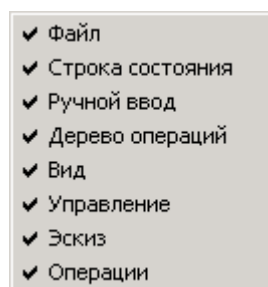 Файл
Строка состояния
Ручной ввод
Дерево операций
Вид
Управление
Эскиз
Операции